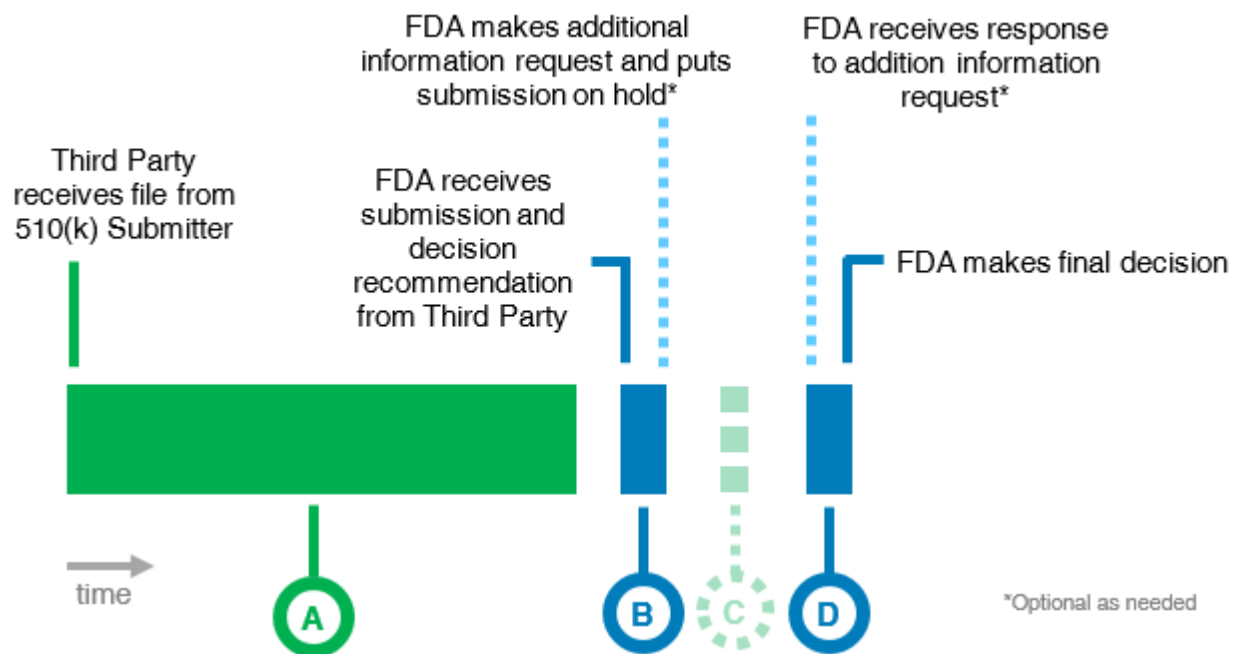 FDA makes additional
information request and puts
submission on hold*
FDA receives response
to addition information
request*
Third Party
receives file from
510(k) Submitter
FDA receives
submission and
decision
recommendation
from Third Party
FDA makes final decision
time
A
B
C
D
*Optional as needed